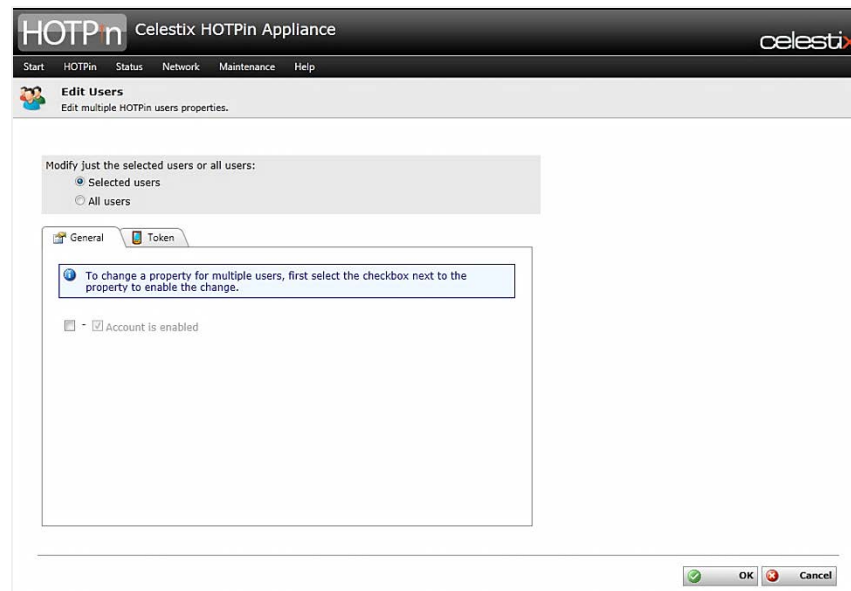 HOTPin Celestix HOTPin Appliance
celestix
Start HOTPin Status Network Maintenance Help
Edit Users
Edit multiple HOTPin users properties.
Modify just the selected users or all users:
Selected users
All users
General Token
To change a property for multiple users, first select the checkbox next to the
property to enable the change.
- Account is enabled
OK Cancel